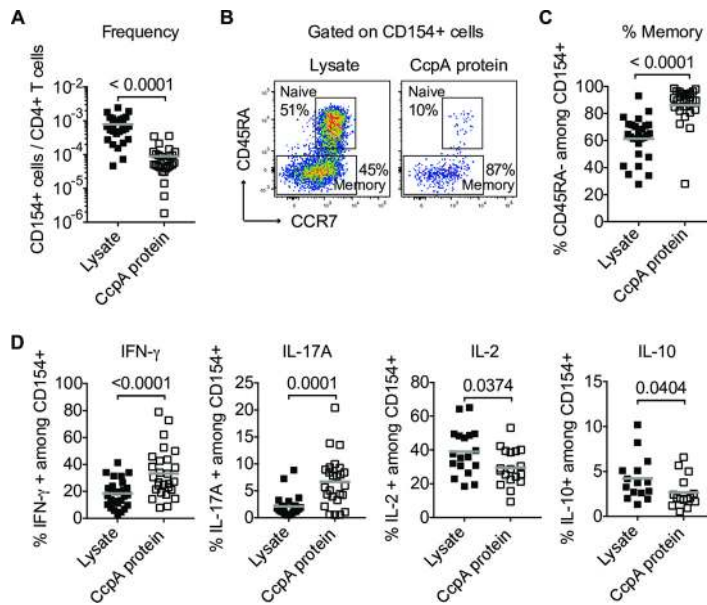 A
Frequency
< 0.0001
CD154+ cells / CD4+ T cells
10-2
10-3
10-4
10-5
10-6
Lysate
CcpA protein
B
Gated on CD154+ cells
Lysate
CcpA protein
Naive
51%
45%
Memory
Naive
10%
87%
Memory
CD45RA
CCR7
C
% Memory
< 0.0001
% CD45RA- among CD154+
100
80
60
40
20
0
Lysate
CcpA protein
D
IFN-γ
<0.0001
% IFN-γ + among CD154+
100
80
60
40
20
0
Lysate
CcpA protein
IL-17A
0.0001
% IL-17A + among CD154+
25
20
15
10
5
0
Lysate
CcpA protein
IL-2
0.0374
% IL-2 + among CD154+
80
60
40
20
0
Lysate
CcpA protein
IL-10
0.0404
% IL-10+ among CD154+
15
10
5
0
Lysate
CcpA protein